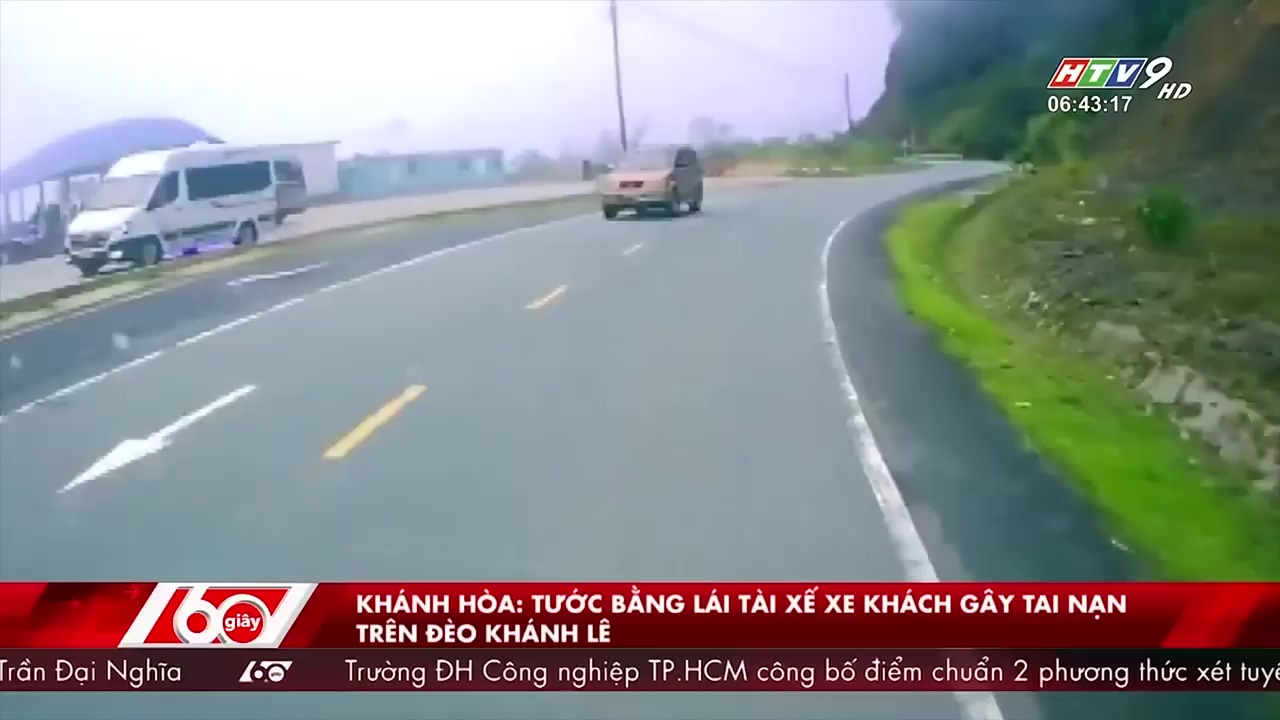 HTV9 HD
06:43:17
60 giây
KHÁNH HÒA: TƯỚC BẰNG LÁI TÀI XẾ XE KHÁCH GÂY TAI NẠN
TRÊN ĐÈO KHÁNH LÊ
Trần Đại Nghĩa 60 Trường ĐH Công nghiệp TP.HCM công bố điểm chuẩn 2 phương thức xét